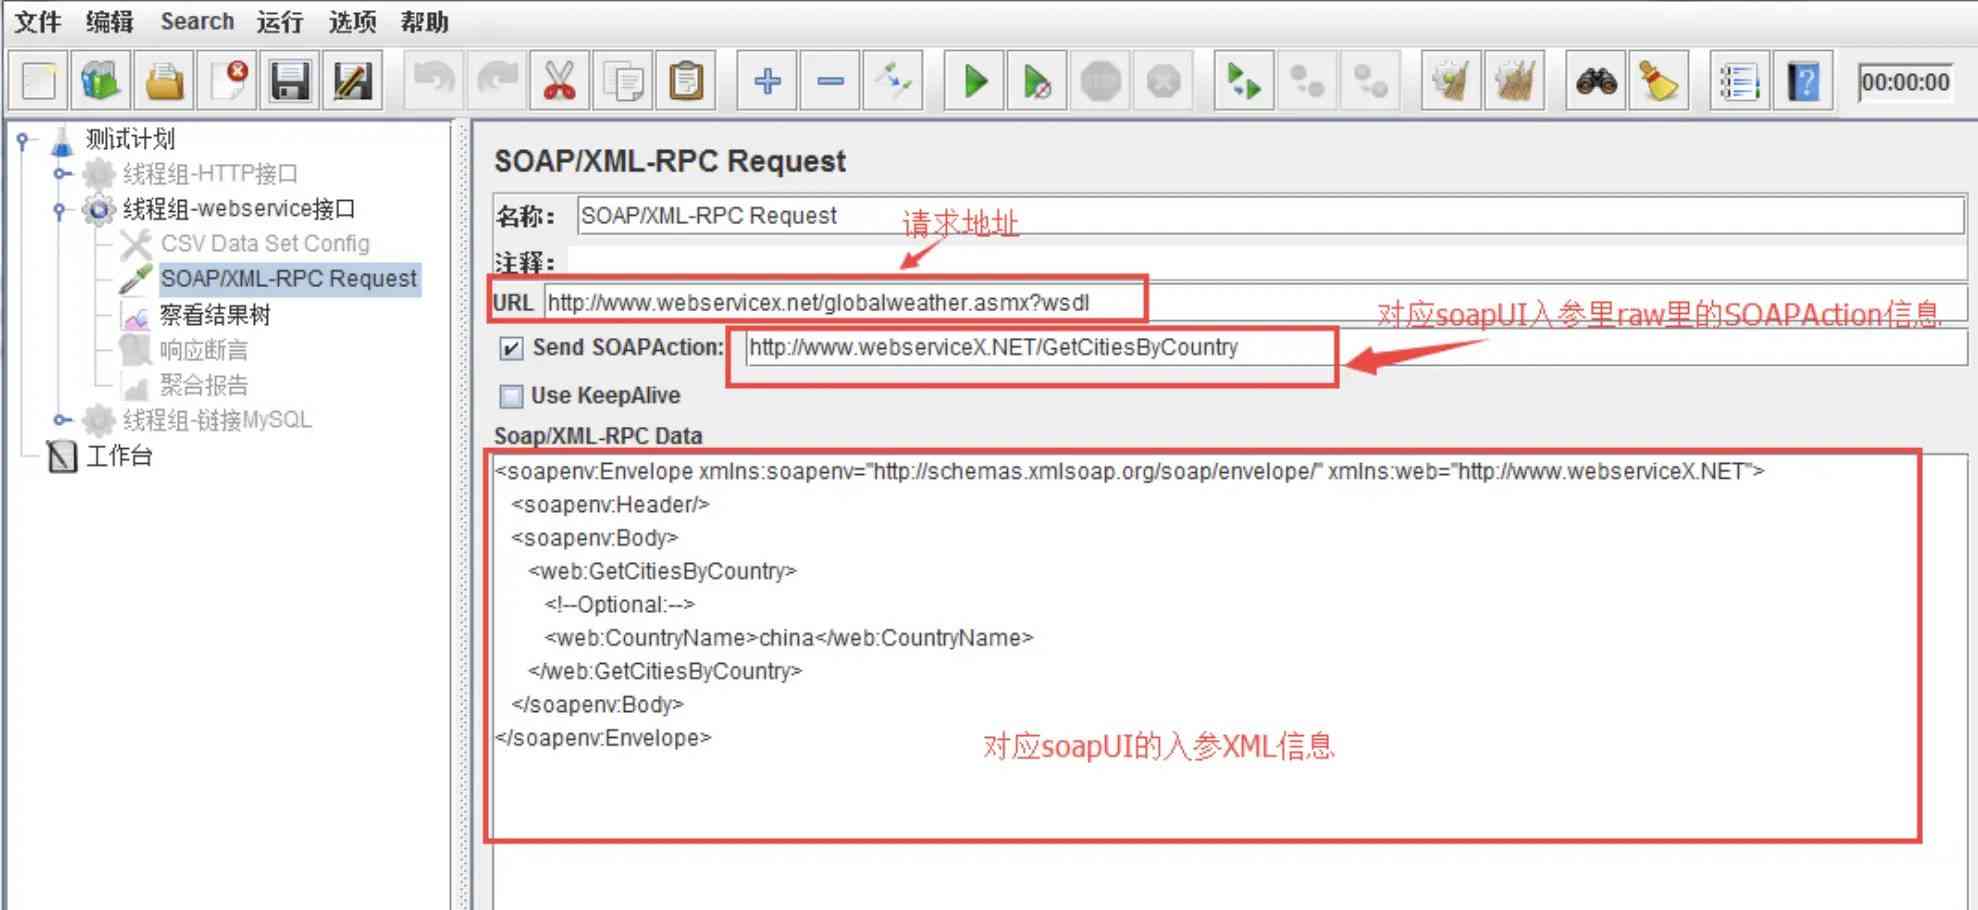 文件 编辑 Search 运行 选项 帮助
00:00:00
测试计划
线程组-HTTP接口
线程组-webservice接口
CSV Data Set Config
SOAP/XML-RPC Request
察看结果树
响应断言
聚合报告
线程组-链接MySQL
工作台
SOAP/XML-RPC Request
名称: SOAP/XML-RPC Request
请求地址
注释:
URL http://www.webservicex.net/globalweather.asmx?wsdl
对应soapUI入参里raw里的SOAPAction信息
Send SOAPAction: http://www.webserviceX.NET/GetCitiesByCountry
Use KeepAlive
Soap/XML-RPC Data
<soapenv:Envelope xmlns:soapenv="http://schemas.xmlsoap.org/soap/envelope/" xmlns:web="http://www.webserviceX.NET">
<soapenv:Header/>
<soapenv:Body>
<web:GetCitiesByCountry>
<!--Optional:-->
<web:CountryName>china</web:CountryName>
</web:GetCitiesByCountry>
</soapenv:Body>
</soapenv:Envelope>
对应soapUI的入参XML信息